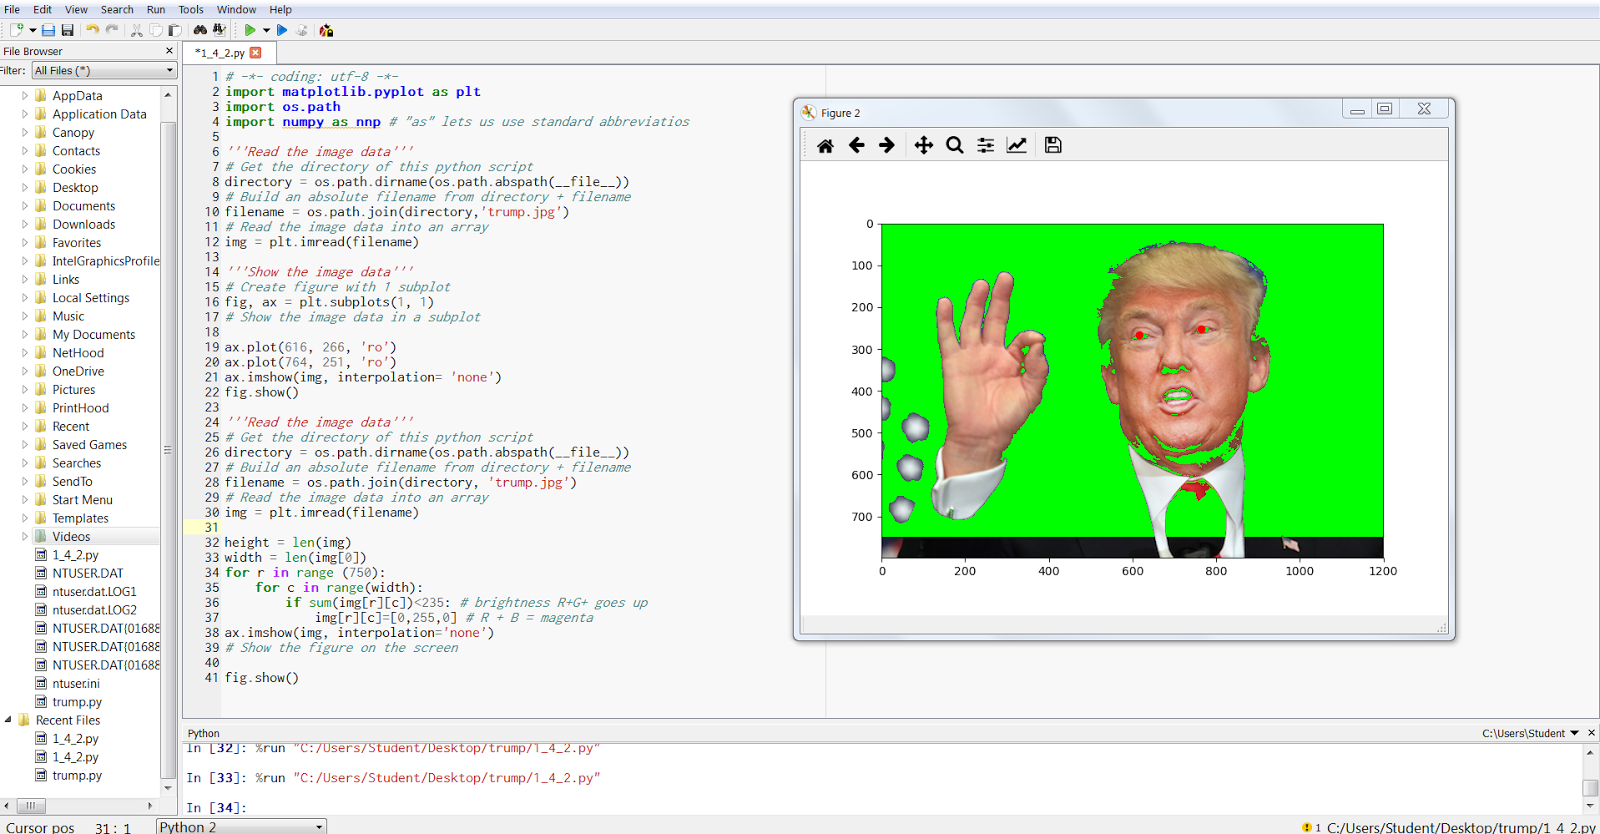 File Edit View Search Run Tools Window Help
File Browser
*1_4_2.py
Filter: All Files (*)
AppData
Application Data
Canopy
Contacts
Cookies
Desktop
Documents
Downloads
Favorites
IntelGraphicsProfile
Links
Local Settings
Music
My Documents
NetHood
OneDrive
Pictures
PrintHood
Recent
Saved Games
Searches
SendTo
Start Menu
Templates
Videos
1_4_2.py
NTUSER.DAT
ntuser.dat.LOG1
ntuser.dat.LOG2
NTUSER.DAT{01688
NTUSER.DAT{01688
NTUSER.DAT{01688
ntuser.ini
trump.py
Recent Files
1_4_2.py
1_4_2.py
trump.py
1 # -*- coding: utf-8 -*-
2 import matplotlib.pyplot as plt
3 import os.path
4 import numpy as nnp # "as" lets us use standard abbreviatios
5
6 '''Read the image data'''
7 # Get the directory of this python script
8 directory = os.path.dirname(os.path.abspath(__file__))
9 # Build an absolute filename from directory + filename
10 filename = os.path.join(directory,'trump.jpg')
11 # Read the image data into an array
12 img = plt.imread(filename)
13
14 '''Show the image data'''
15 # Create figure with 1 subplot
16 fig, ax = plt.subplots(1, 1)
17 # Show the image data in a subplot
18
19 ax.plot(616, 266, 'ro')
20 ax.plot(764, 251, 'ro')
21 ax.imshow(img, interpolation= 'none')
22 fig.show()
23
24 '''Read the image data'''
25 # Get the directory of this python script
26 directory = os.path.dirname(os.path.abspath(__file__))
27 # Build an absolute filename from directory + filename
28 filename = os.path.join(directory, 'trump.jpg')
29 # Read the image data into an array
30 img = plt.imread(filename)
31
32 height = len(img)
33 width = len(img[0])
34 for r in range (750):
35 for c in range(width):
36 if sum(img[r][c])<235: # brightness R+G+ goes up
37 img[r][c]=[0,255,0] # R + B = magenta
38 ax.imshow(img, interpolation='none')
39 # Show the figure on the screen
40
41 fig.show()
Figure 2
0
100
200
300
400
500
600
700
0 200 400 600 800 1000 1200
Python C:\Users\Student
In [32]: %run "C:/Users/Student/Desktop/trump/1_4_2.py"
In [33]: %run "C:/Users/Student/Desktop/trump/1_4_2.py"
In [34]:
Cursor pos 31 : 1 Python 2 1 C:/Users/Student/Desktop/trump/1_4_2.py